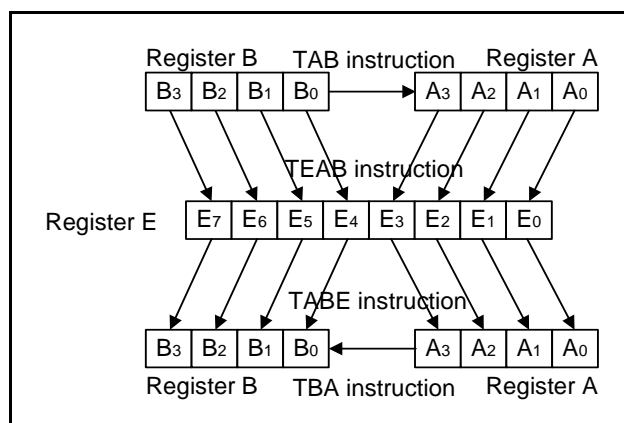 Register B TAB instruction Register A
B3 B2 B1 B0 A3 A2 A1 A0
TEAB instruction
Register E E7 E6 E5 E4 E3 E2 E1 E0
TABE instruction
B3 B2 B1 B0 A3 A2 A1 A0
Register B TBA instruction Register A